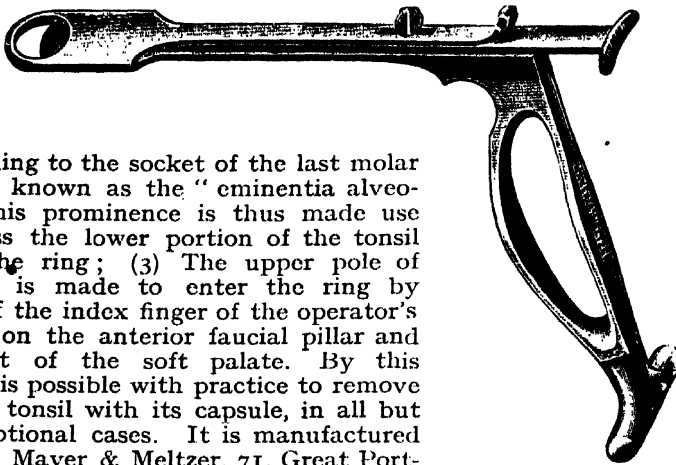 ing to the socket of the last molar
known as the "eminentia alveo-
his prominence is thus made use
s the lower portion of the tonsil
he ring; (3) The upper pole of
is made to enter the ring by
f the index finger of the operator's
on the anterior faucial pillar and
t of the soft palate. By this
is possible with practice to remove
tonsil with its capsule, in all but
otional cases. It is manufactured
Mayer & Meltzer, 71, Great Port-